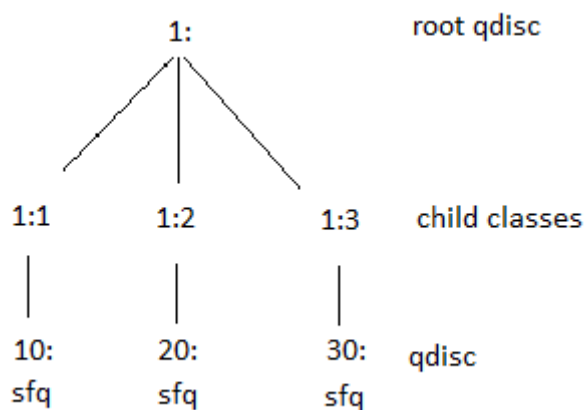 1: root qdisc
1:1 1:2 1:3 child classes
10: 20: 30: qdisc
sfq sfq sfq